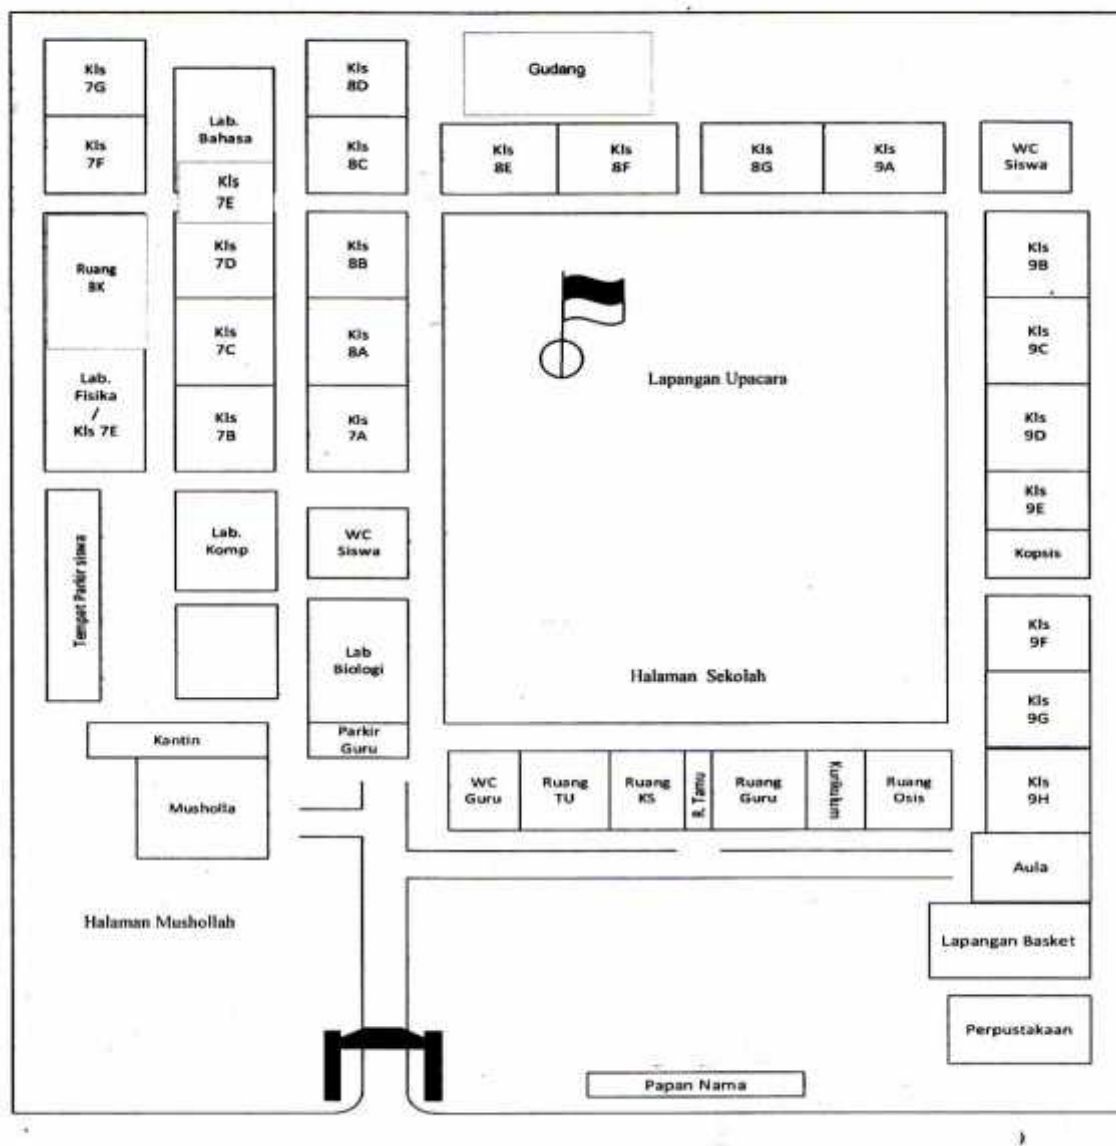 Kls
7G
Kls
7F
Lab.
Bahasa
Kls
7E
Kls
8D
Kls
8C
Gudang
Kls
8E
Kls
8F
Kls
8G
Kls
9A
WC
Siswa
Ruang
BK
Lab.
Fisika
/
Kls 7E
Kls
7D
Kls
7C
Kls
7B
Kls
8B
Kls
8A
Kls
7A
Lapangan Upacara
Halaman Sekolah
Kls
9B
Kls
9C
Kls
9D
Kls
9E
Kopsis
Kls
9F
Kls
9G
Kls
9H
Tempat Parkir siswa
Lab.
Komp
WC
Siswa
Lab
Biologi
Parkir
Guru
Kantin
Musholla
WC
Guru
Ruang
TU
Ruang
KS
R. Tamu
Ruang
Guru
Kurikulum
Ruang
Osis
Aula
Halaman Mushollah
Lapangan Basket
Perpustakaan
Papan Nama